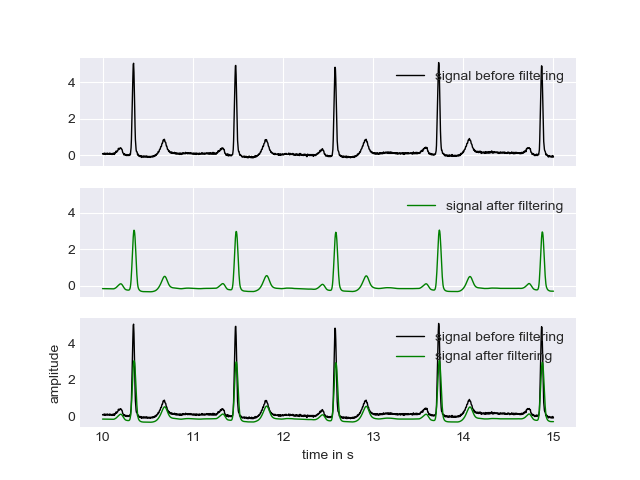 4
2
0
signal before filtering
4
2
0
signal after filtering
4
2
0
amplitude
signal before filtering
signal after filtering
10 11 12 13 14 15
time in s